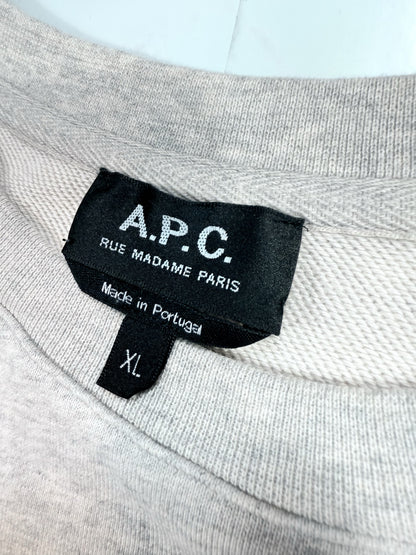 A.P.C.
RUE MADAME PARIS
Made in Portugal
XL